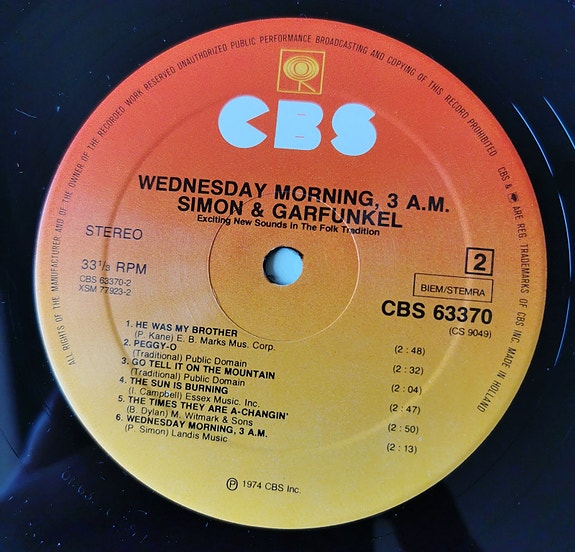 ALL RIGHTS OF THE MANUFACTURER AND OF THE OWNER OF THE RECORDED WORK RESERVED UNAUTHORIZED PUBLIC PERFORMANCE BROADCASTING AND COPYING OF THIS RECORD PROHIBITED CBS & ARE REG. TRADEMARKS OF CBS INC. MADE IN HOLLAND
CBS
WEDNESDAY MORNING, 3 A.M.
SIMON & GARFUNKEL
Exciting New Sounds in The Folk Tradition
STEREO
2
33 1/3 RPM
CBS 63370-2
XSM 77923-2
BIEM/STEMRA
CBS 63370
(CS 9049)
1. HE WAS MY BROTHER
(P. Kane) E. B. Marks Mus. Corp. (2 : 48)
2. PEGGY-O
(Traditional) Public Domain (2 : 32)
3. GO TELL IT ON THE MOUNTAIN
(Traditional) Public Domain (2 : 04)
4. THE SUN IS BURNING
(I. Campbell) Essex Music. Inc. (2 : 47)
5. THE TIMES THEY ARE A-CHANGIN'
(B. Dylan) M. Witmark & Sons (2 : 50)
6. WEDNESDAY MORNING, 3 A.M.
(P. Simon) Landis Music (2 : 13)
℗ 1974 CBS Inc.